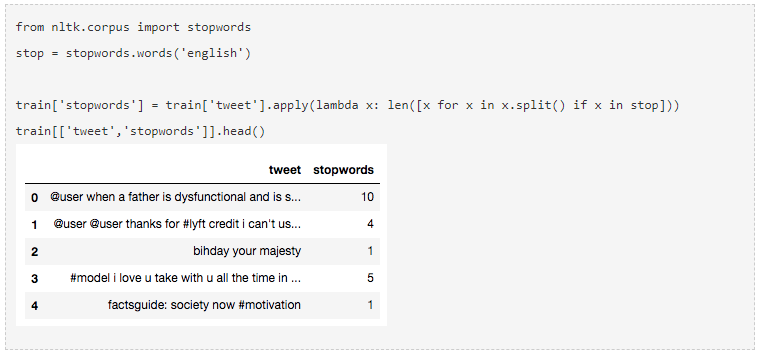 from nltk.corpus import stopwords
stop = stopwords.words('english')
train['stopwords'] = train['tweet'].apply(lambda x: len([x for x in x.split() if x in stop]))
train[['tweet','stopwords']].head()
tweet stopwords
0 @user when a father is dysfunctional and is s... 10
1 @user @user thanks for #lyft credit i can't us... 4
2 bihday your majesty 1
3 #model i love u take with u all the time in ... 5
4 factsguide: society now #motivation 1